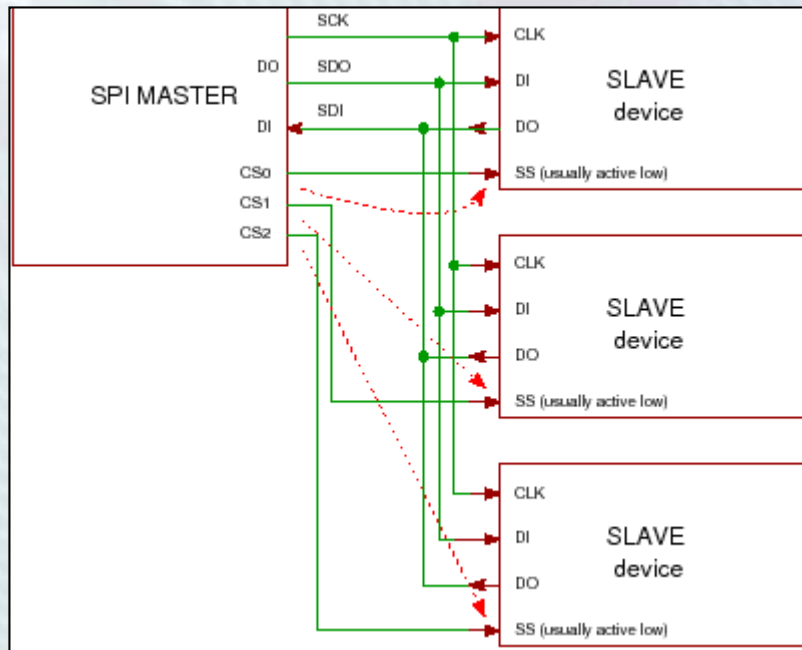 SCK
DO SDO
SPI MASTER
DI SDI
CS0
CS1
CS2
CLK
DI
SLAVE
device
DO
SS (usually active low)
CLK
DI
SLAVE
device
DO
SS (usually active low)
CLK
DI
SLAVE
device
DO
SS (usually active low)